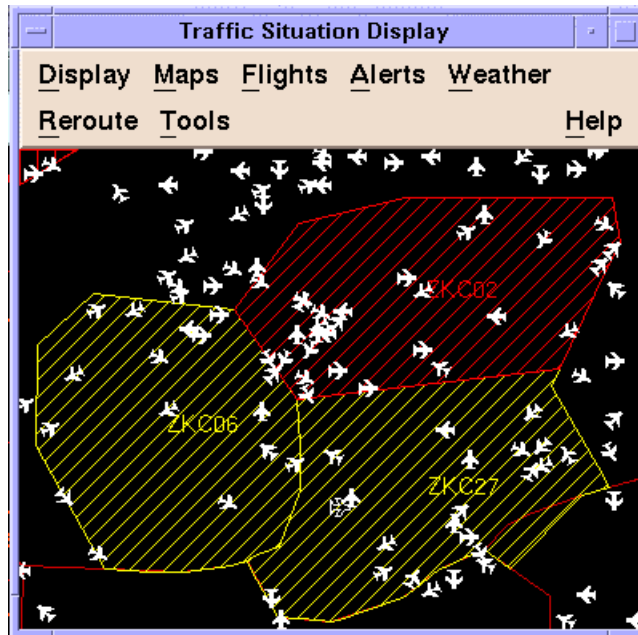 Traffic Situation Display
Display Maps Flights Alerts Weather
Reroute Tools Help
ZKC02
ZKC06
ZKC27